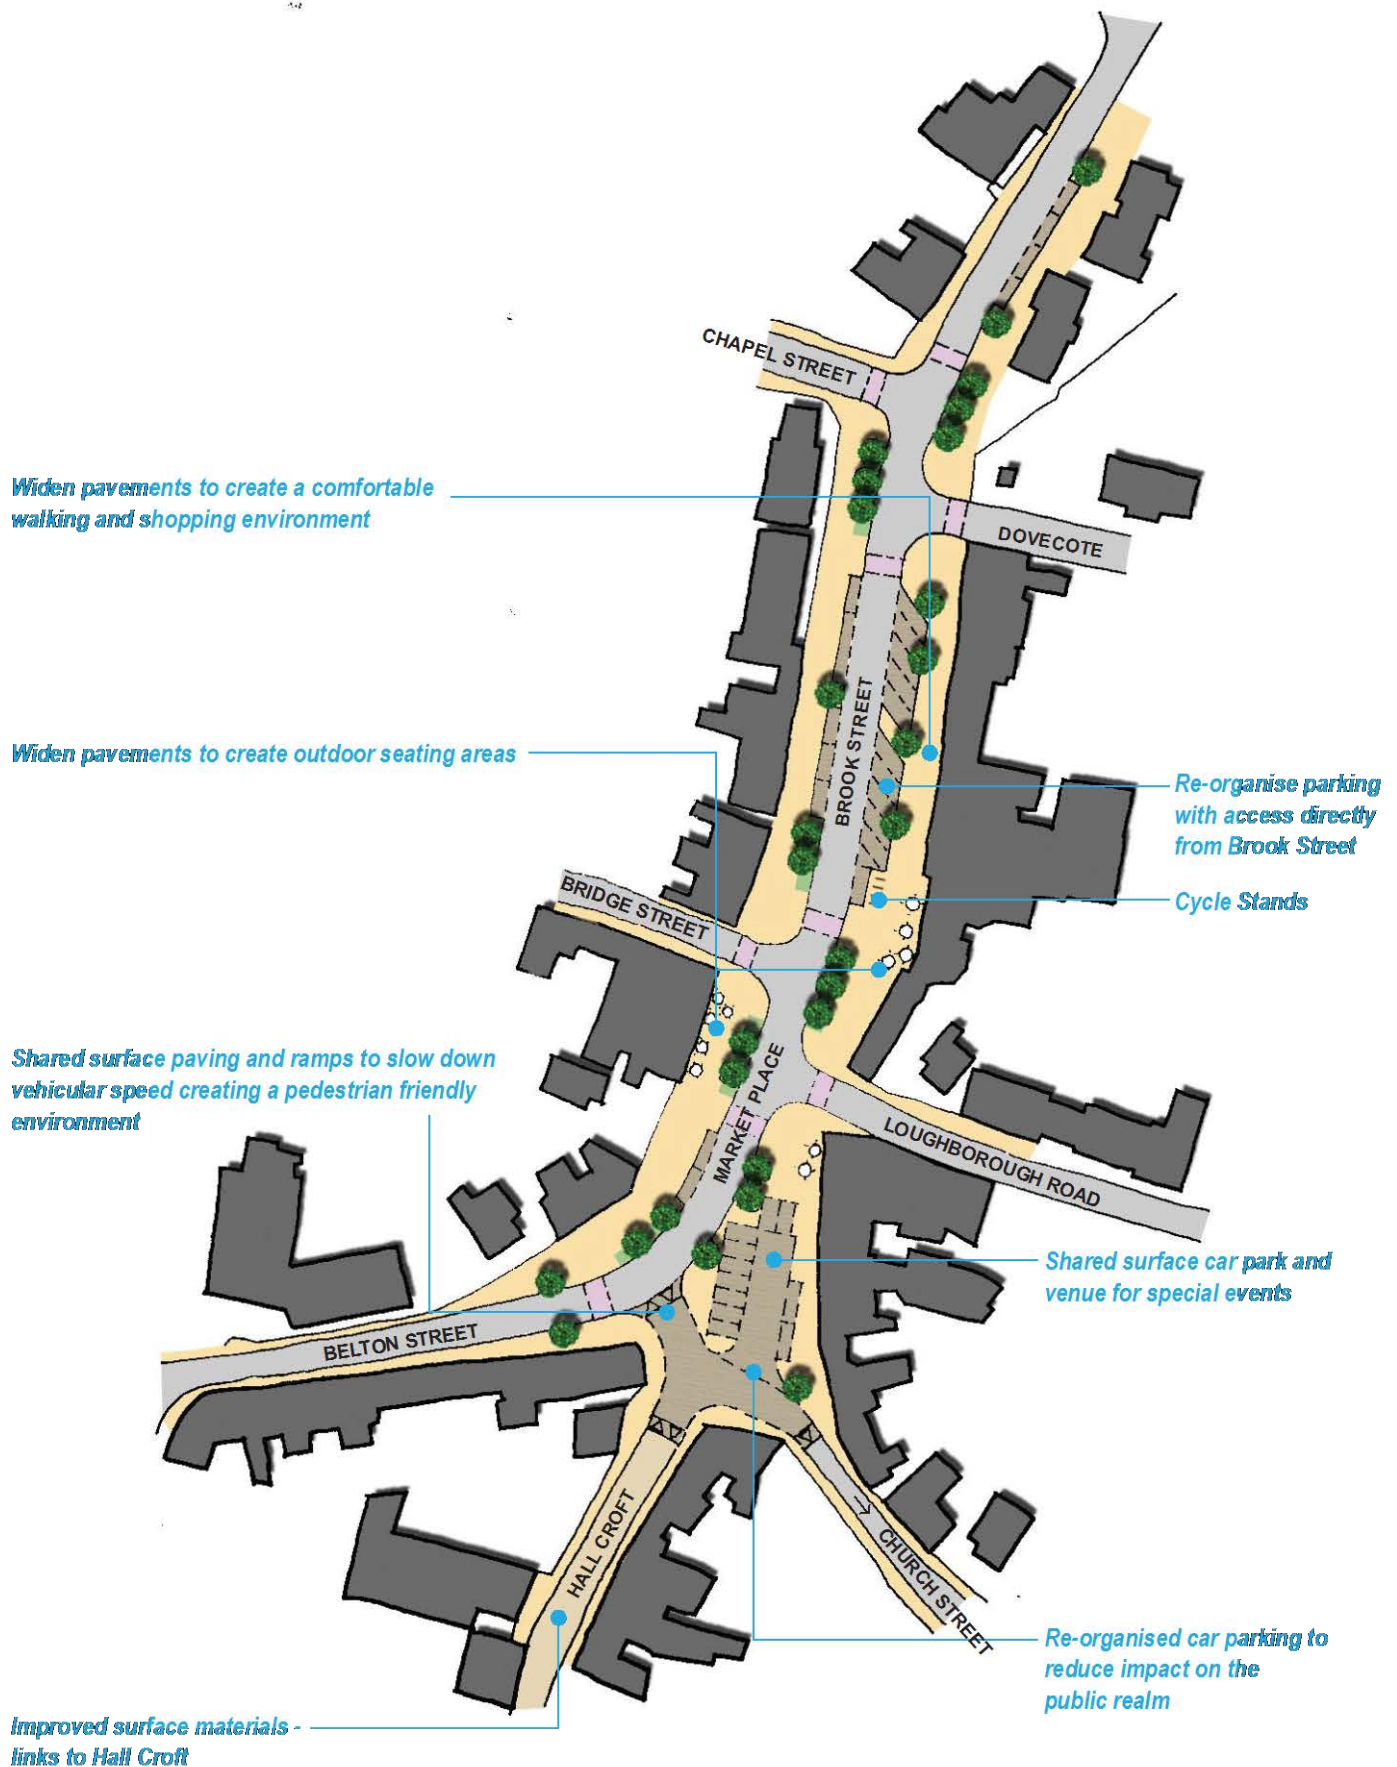 CHAPEL STREET
Widen pavements to create a comfortable
walking and shopping environment
DOVECOTE
Widen pavements to create outdoor seating areas
BROOK STREET
Re-organise parking
with access directly
from Brook Street
Cycle Stands
BRIDGE STREET
Shared surface paving and ramps to slow down
vehicular speed creating a pedestrian friendly
environment
MARKET PLACE
LOUGHBOROUGH ROAD
Shared surface car park and
venue for special events
BELTON STREET
HALL CROFT
CHURCH STREET
Re-organised car parking to
reduce impact on the
public realm
Improved surface materials -
links to Hall Croft